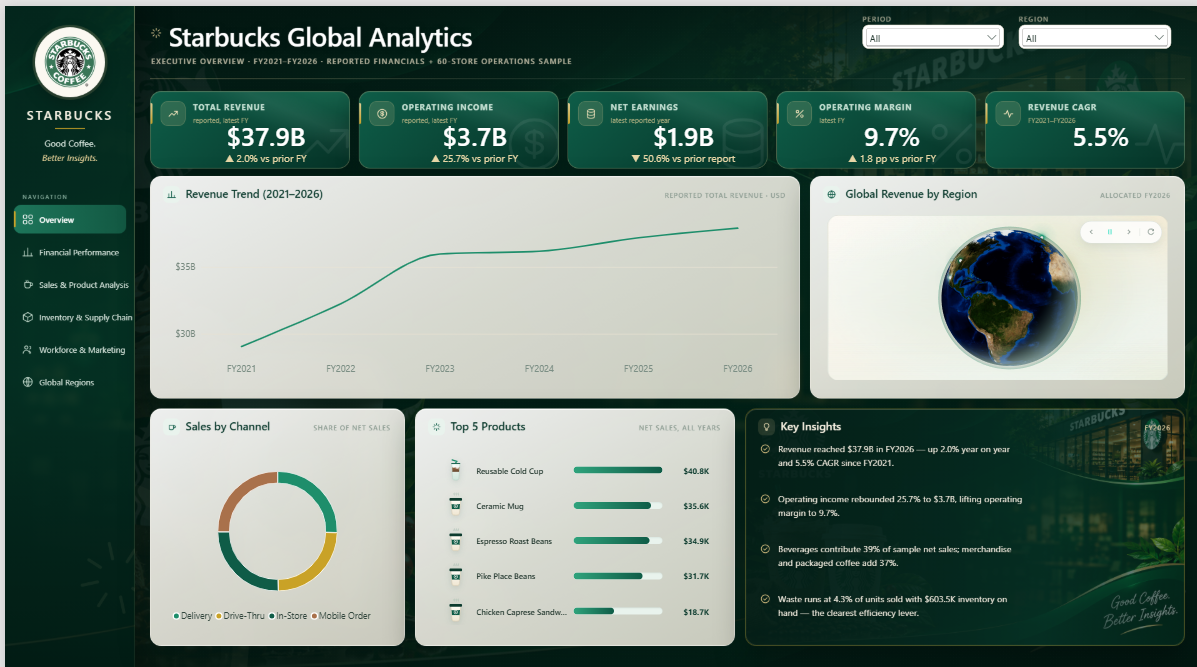 STARBUCKS
COFFEE
STARBUCKS
Good Coffee.
Better Insights.
NAVIGATION
Overview
Financial Performance
Sales & Product Analysis
Inventory & Supply Chain
Workforce & Marketing
Global Regions
Starbucks Global Analytics
EXECUTIVE OVERVIEW · FY2021–FY2026 · REPORTED FINANCIALS + 60-STORE OPERATIONS SAMPLE
PERIOD
All
REGION
All
STARBUCKS
TOTAL REVENUE
reported, latest FY
$37.9B
▲ 2.0% vs prior FY
OPERATING INCOME
reported, latest FY
$3.7B
▲ 25.7% vs prior FY
NET EARNINGS
latest reported year
$1.9B
▼ 50.6% vs prior report
OPERATING MARGIN
latest FY
9.7%
▲ 1.8 pp vs prior FY
REVENUE CAGR
FY2021–FY2026
5.5%
Revenue Trend (2021–2026)
REPORTED TOTAL REVENUE · USD
$35B
$30B
FY2021 FY2022 FY2023 FY2024 FY2025 FY2026
Global Revenue by Region
ALLOCATED FY2026
Sales by Channel
SHARE OF NET SALES
Delivery Drive-Thru In-Store Mobile Order
Top 5 Products
NET SALES, ALL YEARS
Reusable Cold Cup $40.8K
Ceramic Mug $35.6K
Espresso Roast Beans $34.9K
Pike Place Beans $31.7K
Chicken Caprese Sandw... $18.7K
Key Insights
STARBUCKS
FY2026
Revenue reached $37.9B in FY2026 — up 2.0% year on year
and 5.5% CAGR since FY2021.
Operating income rebounded 25.7% to $3.7B, lifting operating
margin to 9.7%.
Beverages contribute 39% of sample net sales; merchandise
and packaged coffee add 37%.
Waste runs at 4.3% of units sold with $603.5K inventory on
hand — the clearest efficiency lever.
Good Coffee.
Better Insights.